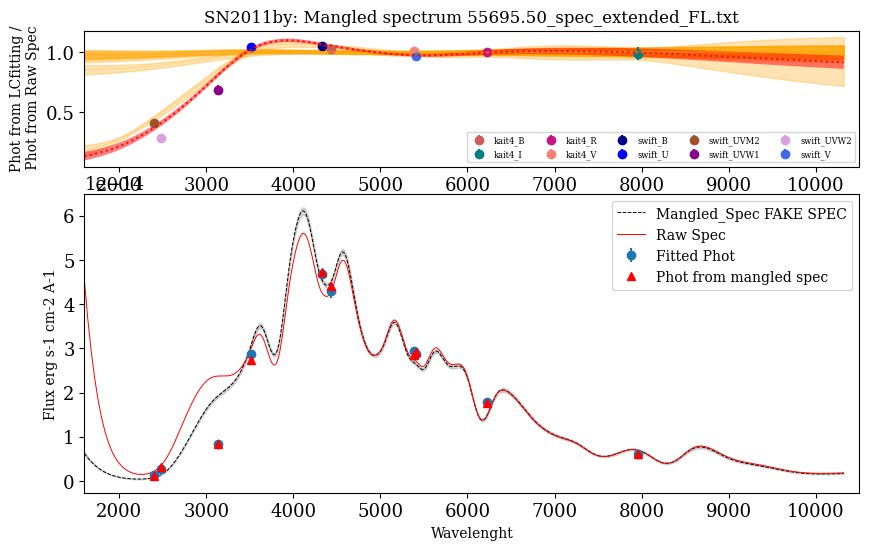 SN2011by: Mangled spectrum 55695.50_spec_extended_FL.txt
Phot from LCfitting /
Phot from Raw Spec
1.0
0.5
kait4_B kait4_R swift_B swift_UVM2 swift_UVW2
kait4_I kait4_V swift_U swift_UVW1 swift_V
2000 3000 4000 5000 6000 7000 8000 9000 10000
1e−14
Flux erg s-1 cm-2 A-1
6
5
4
3
2
1
0
Mangled_Spec FAKE SPEC
Raw Spec
Fitted Phot
Phot from mangled spec
2000 3000 4000 5000 6000 7000 8000 9000 10000
Wavelenght